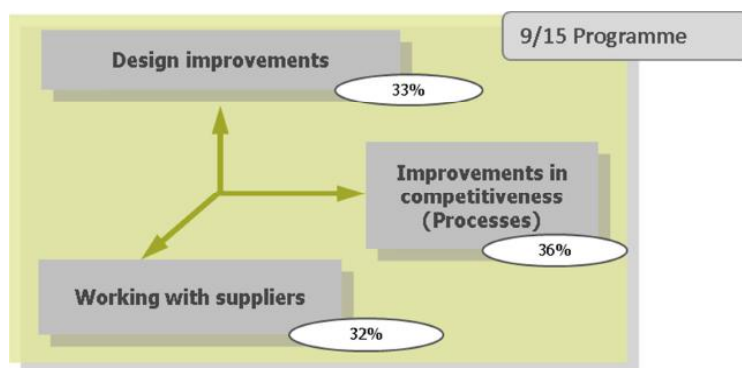 9/15 Programme
Design improvements
33%
Improvements in
competitiveness
(Processes)
36%
Working with suppliers
32%